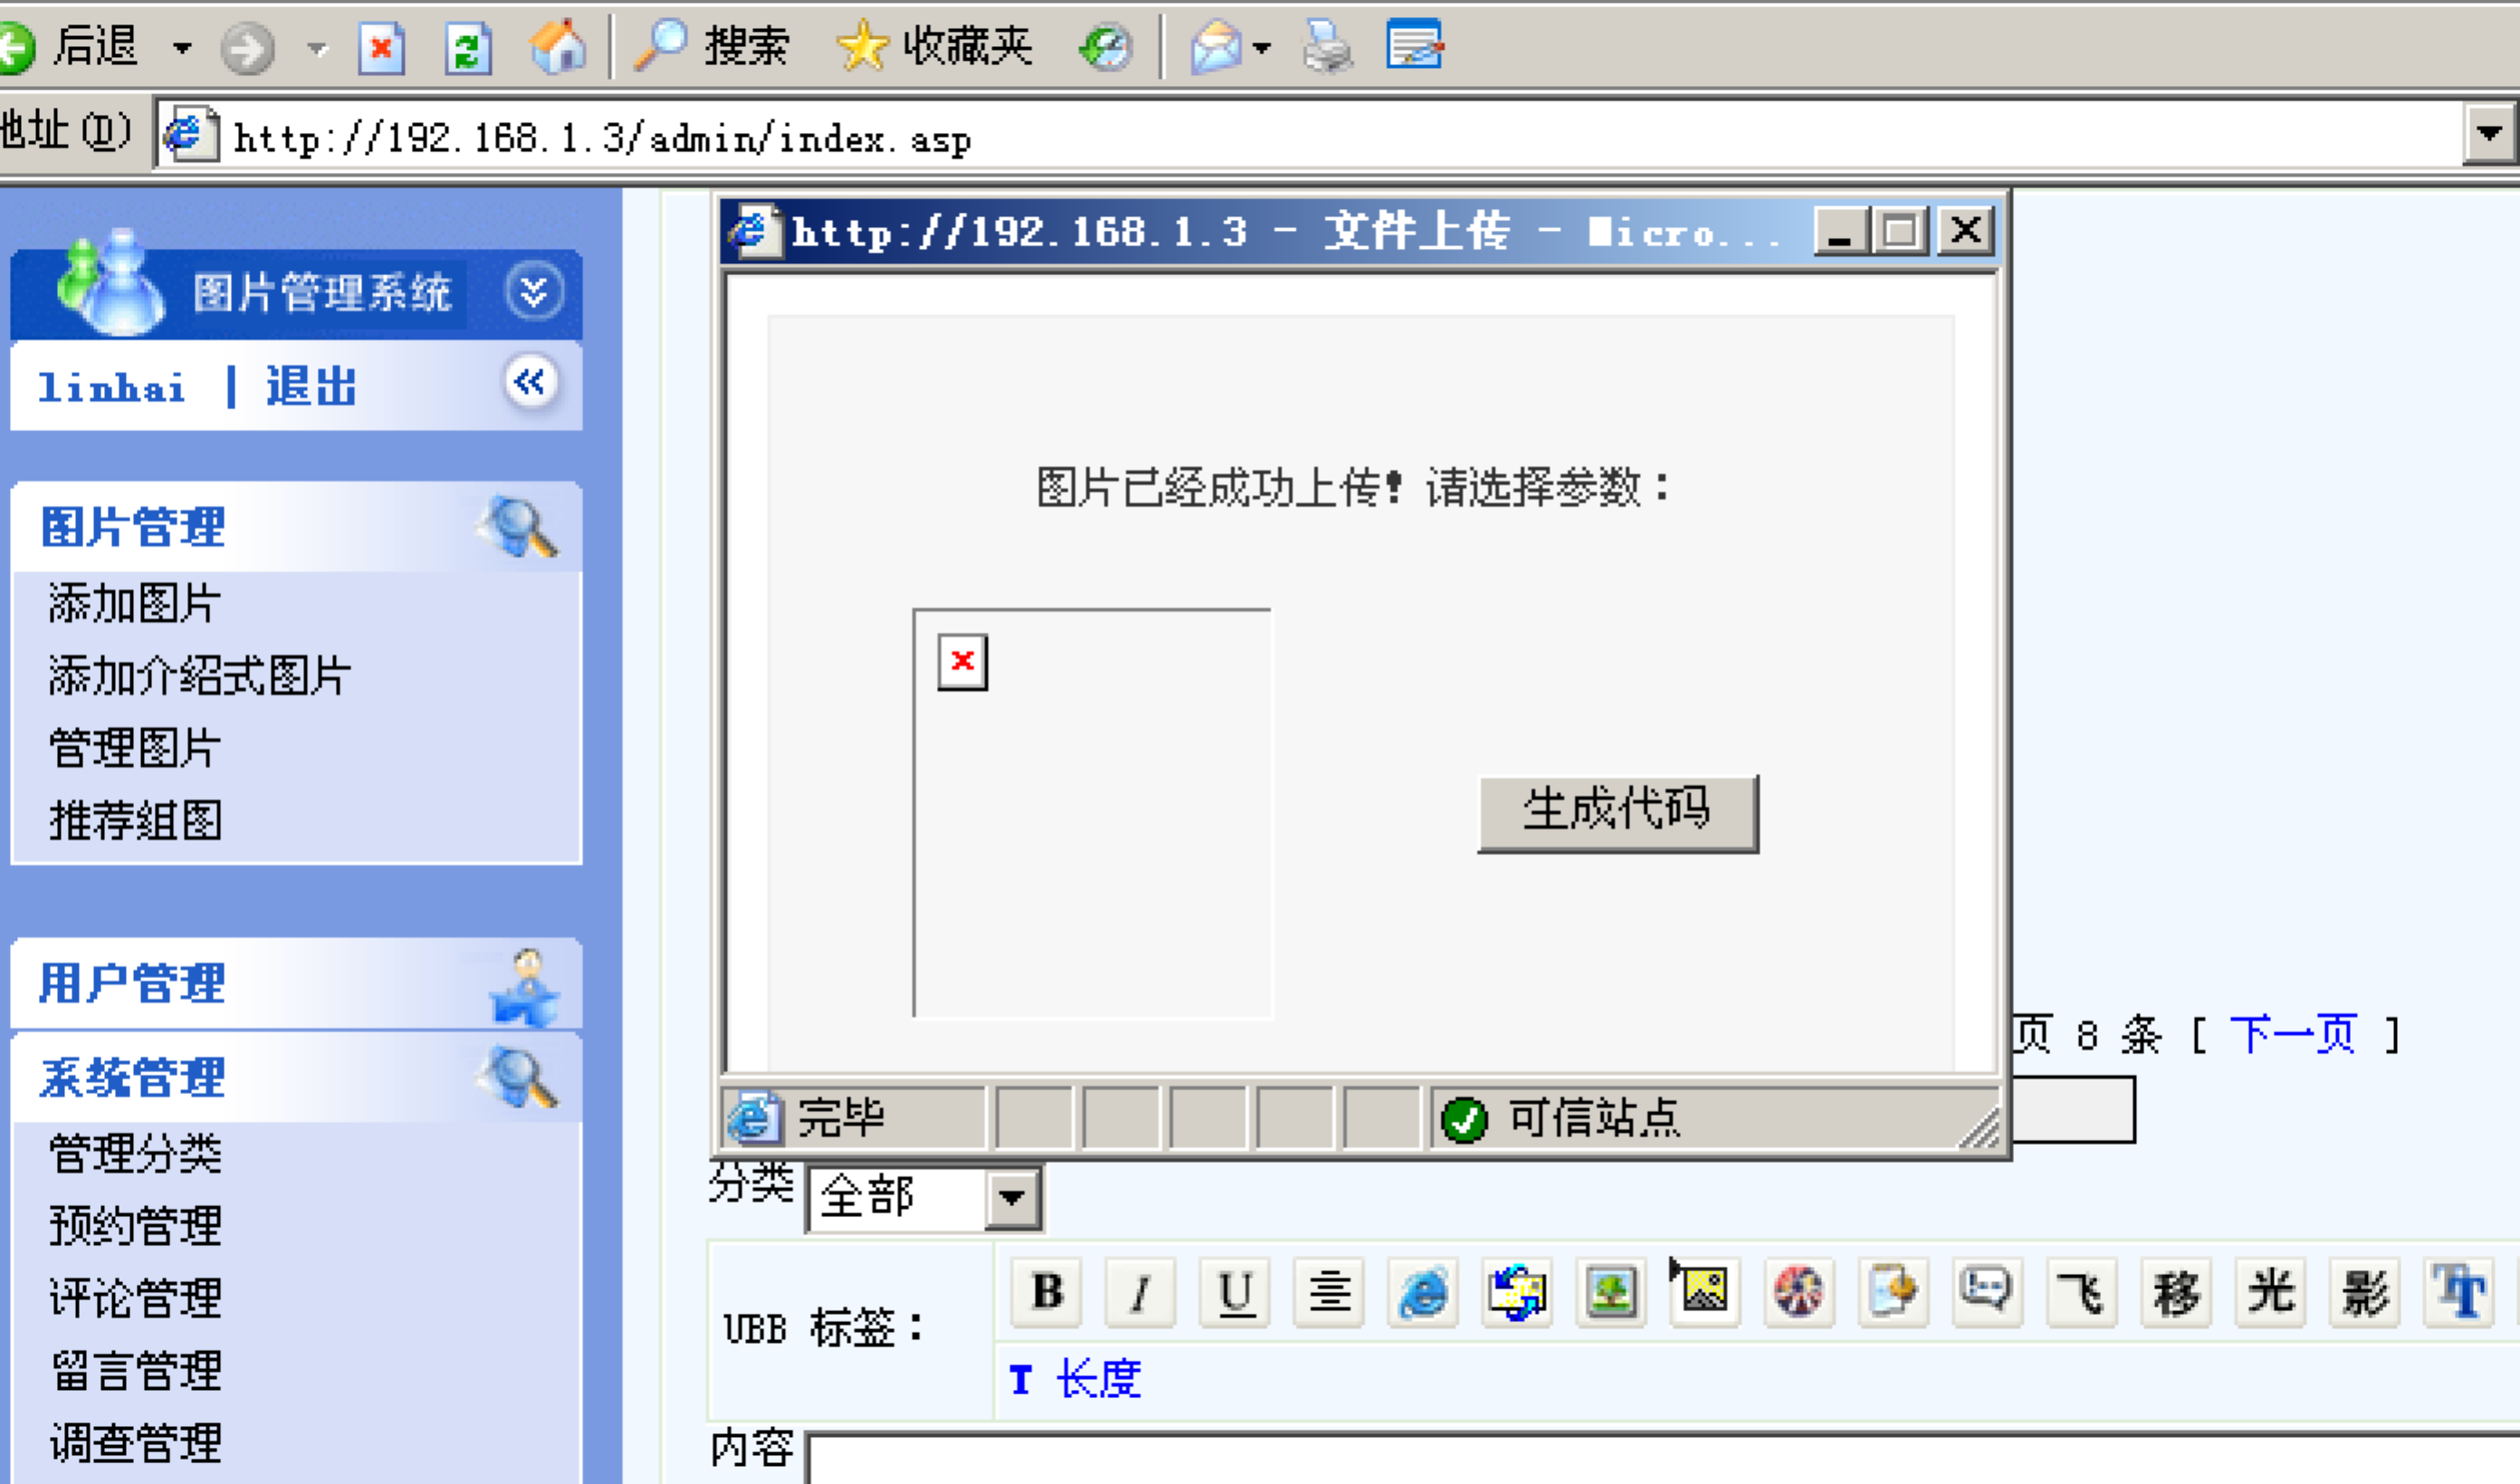 后退 搜索 收藏夹
地址(D) http://192.168.1.3/admin/index.asp
http://192.168.1.3 - 文件上传 - Micro...
图片管理系统
linhai | 退出
图片管理
添加图片
添加介绍式图片
管理图片
推荐组图
用户管理
系统管理
管理分类
预约管理
评论管理
留言管理
调查管理
图片已经成功上传! 请选择参数：
生成代码
完毕 可信站点
页 8 条 [ 下一页 ]
分类 全部
UBB 标签： B I U 飞 移 光 影 T
T 长度
内容